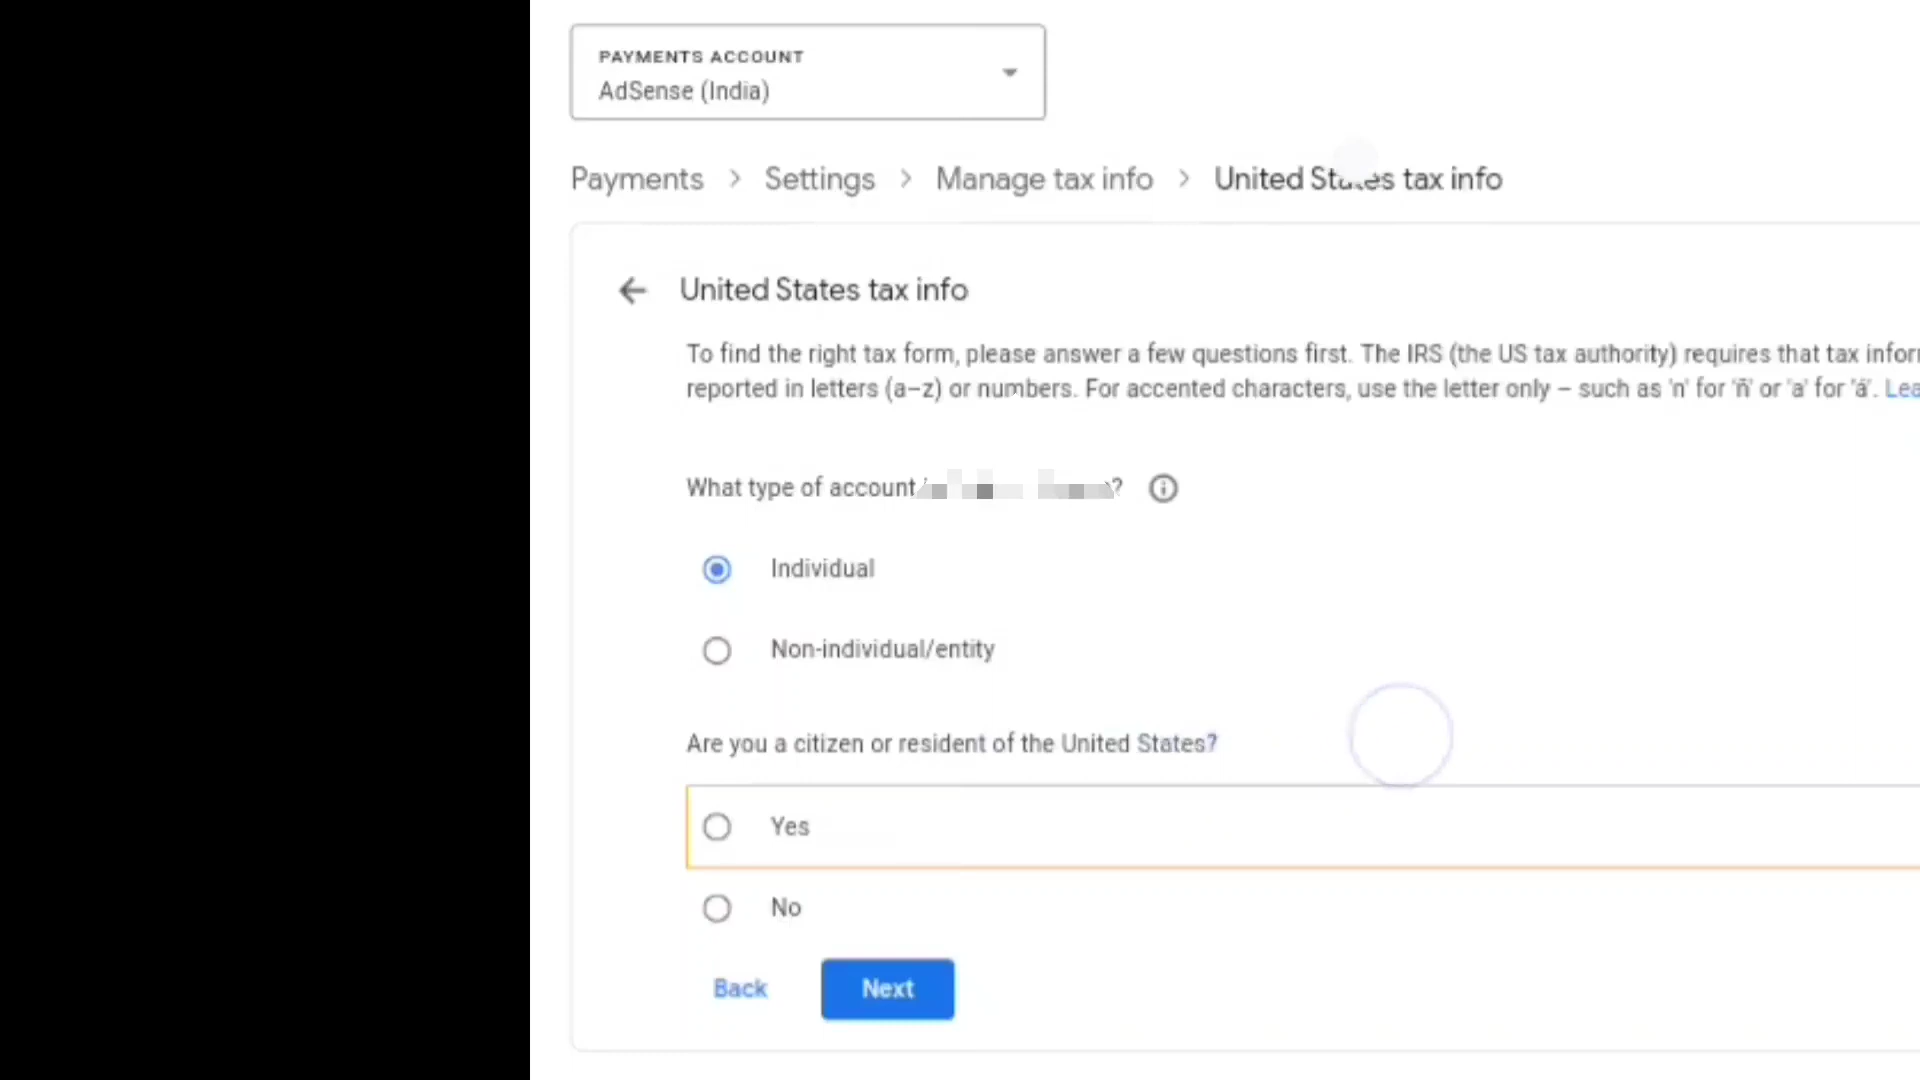 PAYMENTS ACCOUNT
AdSense (India)
Payments > Settings > Manage tax info > United States tax info
United States tax info
To find the right tax form, please answer a few questions first. The IRS (the US tax authority) requires that tax infor
reported in letters (a–z) or numbers. For accented characters, use the letter only – such as 'n' for 'ñ' or 'a' for 'á'. Lea
What type of account ?
Individual
Non-individual/entity
Are you a citizen or resident of the United States?
Yes
No
Back Next